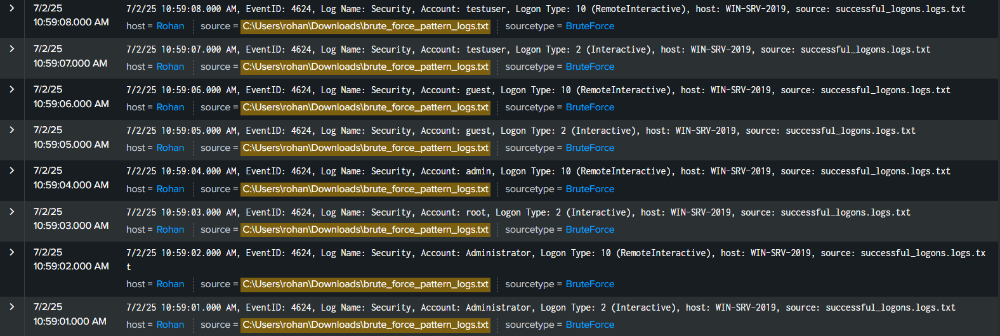 7/2/25 7/2/25 10:59:08.000 AM, EventID: 4624, Log Name: Security, Account: testuser, Logon Type: 10 (RemoteInteractive), host: WIN-SRV-2019, source: successful_logons.logs.txt
10:59:08.000 AM host = Rohan source = C:\Users\rohan\Downloads\brute_force_pattern_logs.txt sourcetype = BruteForce
7/2/25 7/2/25 10:59:07.000 AM, EventID: 4624, Log Name: Security, Account: testuser, Logon Type: 2 (Interactive), host: WIN-SRV-2019, source: successful_logons.logs.txt
10:59:07.000 AM host = Rohan source = C:\Users\rohan\Downloads\brute_force_pattern_logs.txt sourcetype = BruteForce
7/2/25 7/2/25 10:59:06.000 AM, EventID: 4624, Log Name: Security, Account: guest, Logon Type: 10 (RemoteInteractive), host: WIN-SRV-2019, source: successful_logons.logs.txt
10:59:06.000 AM host = Rohan source = C:\Users\rohan\Downloads\brute_force_pattern_logs.txt sourcetype = BruteForce
7/2/25 7/2/25 10:59:05.000 AM, EventID: 4624, Log Name: Security, Account: guest, Logon Type: 2 (Interactive), host: WIN-SRV-2019, source: successful_logons.logs.txt
10:59:05.000 AM host = Rohan source = C:\Users\rohan\Downloads\brute_force_pattern_logs.txt sourcetype = BruteForce
7/2/25 7/2/25 10:59:04.000 AM, EventID: 4624, Log Name: Security, Account: admin, Logon Type: 10 (RemoteInteractive), host: WIN-SRV-2019, source: successful_logons.logs.txt
10:59:04.000 AM host = Rohan source = C:\Users\rohan\Downloads\brute_force_pattern_logs.txt sourcetype = BruteForce
7/2/25 7/2/25 10:59:03.000 AM, EventID: 4624, Log Name: Security, Account: root, Logon Type: 2 (Interactive), host: WIN-SRV-2019, source: successful_logons.logs.txt
10:59:03.000 AM host = Rohan source = C:\Users\rohan\Downloads\brute_force_pattern_logs.txt sourcetype = BruteForce
7/2/25 7/2/25 10:59:02.000 AM, EventID: 4624, Log Name: Security, Account: Administrator, Logon Type: 10 (RemoteInteractive), host: WIN-SRV-2019, source: successful_logons.logs.tx
10:59:02.000 AM t
host = Rohan source = C:\Users\rohan\Downloads\brute_force_pattern_logs.txt sourcetype = BruteForce
7/2/25 7/2/25 10:59:01.000 AM, EventID: 4624, Log Name: Security, Account: Administrator, Logon Type: 2 (Interactive), host: WIN-SRV-2019, source: successful_logons.logs.txt
10:59:01.000 AM host = Rohan source = C:\Users\rohan\Downloads\brute_force_pattern_logs.txt sourcetype = BruteForce